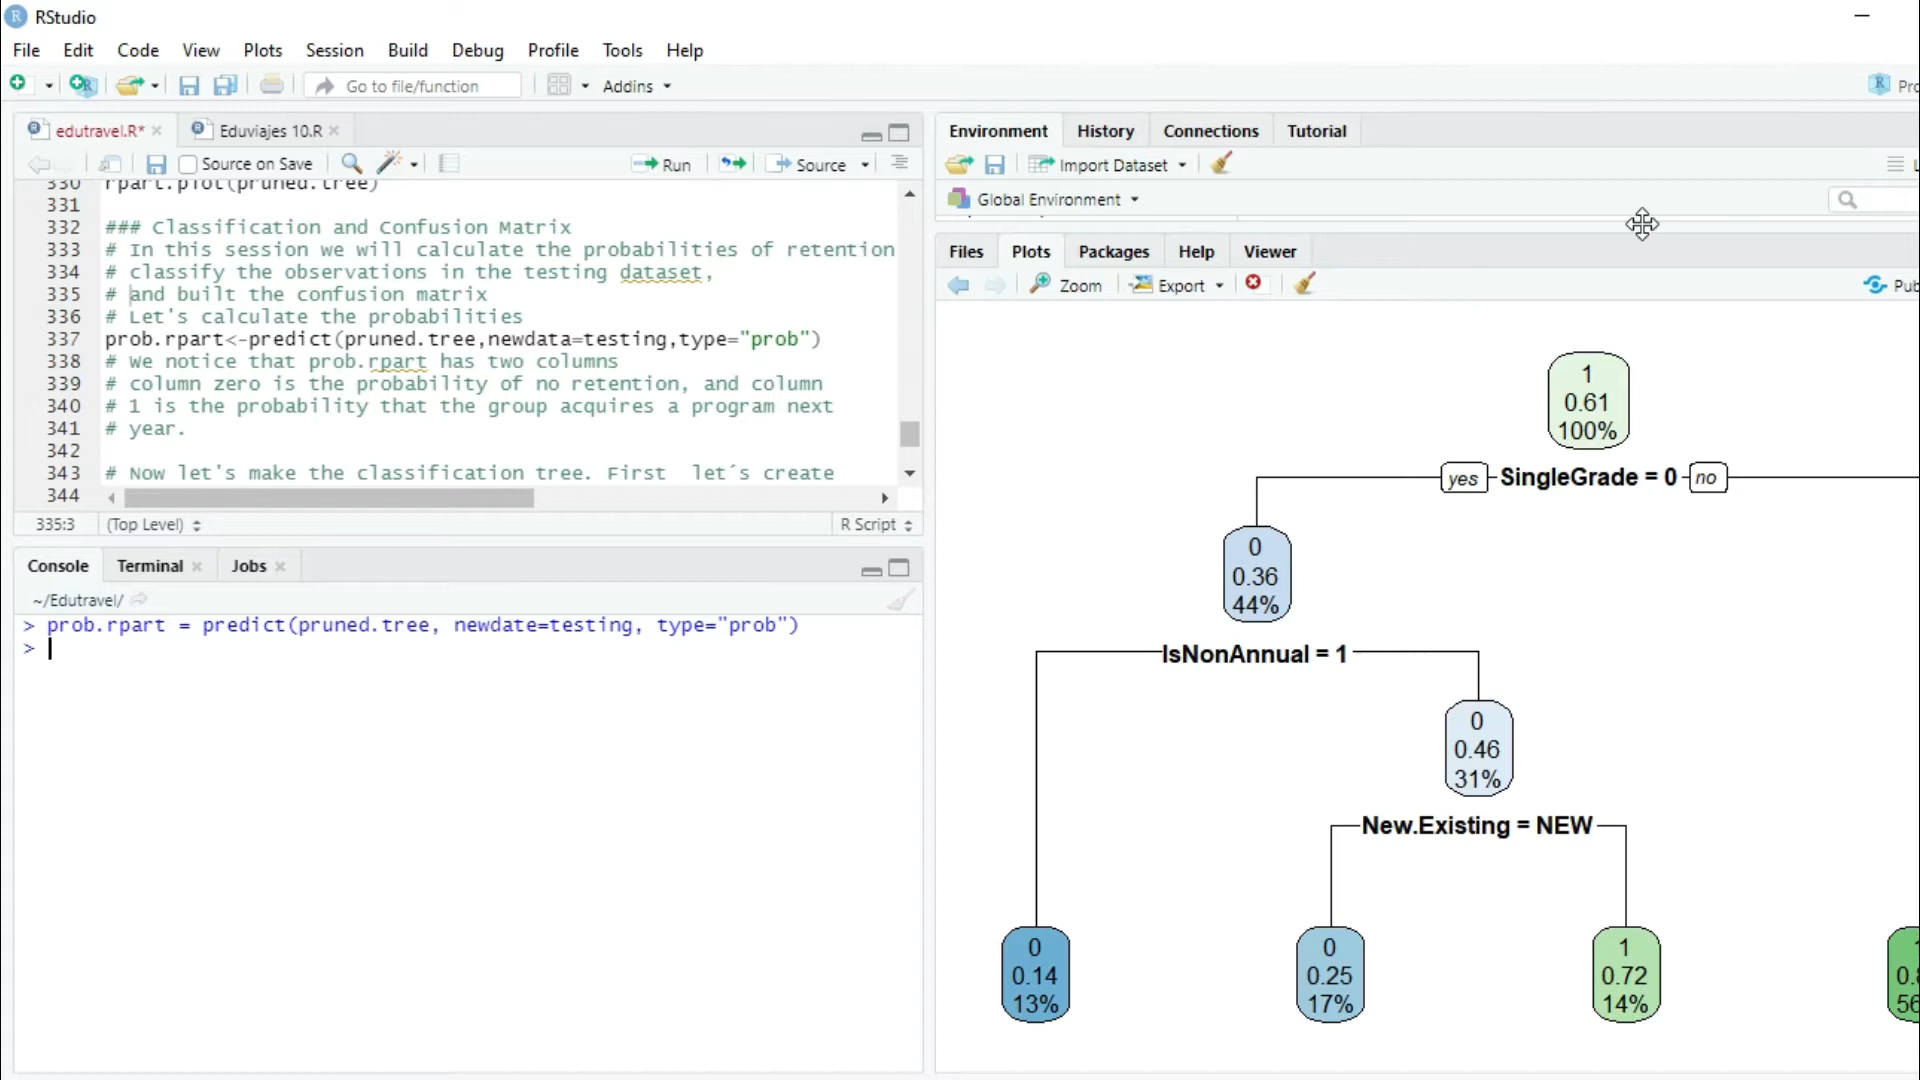 RStudio
File Edit Code View Plots Session Build Debug Profile Tools Help
Go to file/function Addins
edutravel.R* Eduviajes 10.R
Source on Save Run Source
330 rpart.plot(pruned.tree)
331
332 ### Classification and Confusion Matrix
333 # In this session we will calculate the probabilities of retention
334 # classify the observations in the testing dataset,
335 # and built the confusion matrix
336 # Let's calculate the probabilities
337 prob.rpart<-predict(pruned.tree,newdata=testing,type="prob")
338 # we notice that prob.rpart has two columns
339 # column zero is the probability of no retention, and column
340 # 1 is the probability that the group acquires a program next
341 # year.
342
343 # Now let's make the classification tree. First  let´s create
344
335:3 (Top Level) R Script
Console Terminal Jobs
~/Edutravel/
> prob.rpart = predict(pruned.tree, newdate=testing, type="prob")
>
Environment History Connections Tutorial
Import Dataset
Global Environment
Files Plots Packages Help Viewer
Zoom Export
1
0.61
100%
yes SingleGrade = 0 no
0
0.36
44%
IsNonAnnual = 1
0
0.46
31%
New.Existing = NEW
0
0.14
13%
0
0.25
17%
1
0.72
14%